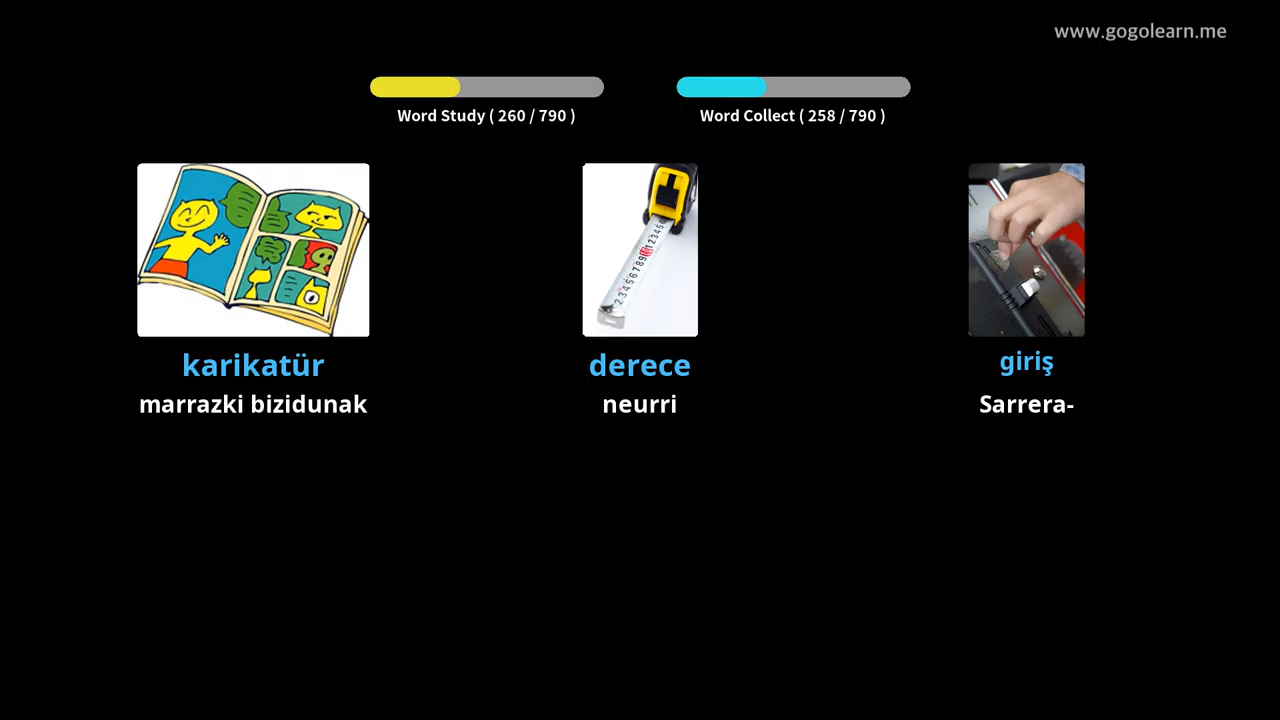 www.gogolearn.me
Word Study ( 260 / 790 )
Word Collect ( 258 / 790 )
karikatür
derece
giriş
marrazki bizidunak
neurri
Sarrera-